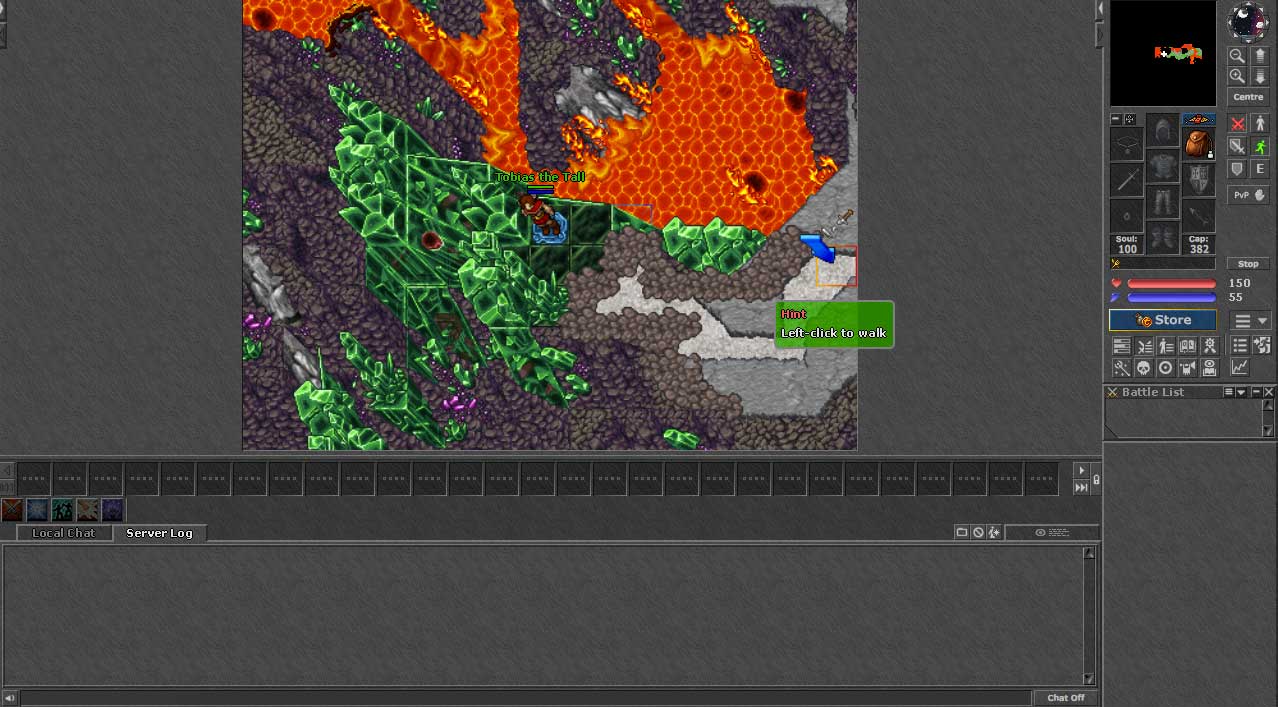 Tobias the Tall
Hint
Left-click to walk
Centre
E
PvP
Soul:
100
Cap:
382
Stop
150
55
Store
Battle List
Local Chat
Server Log
Chat Off